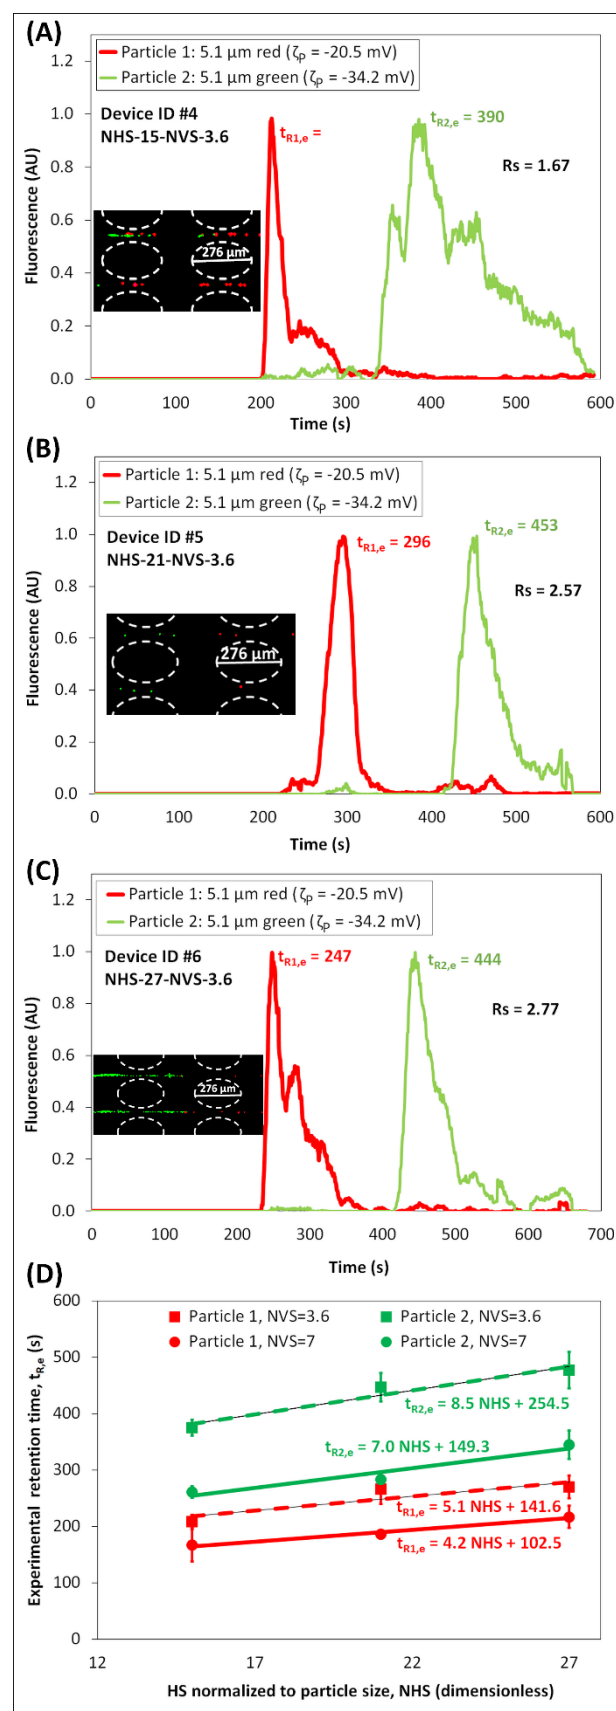 (A)
Particle 1: 5.1 µm red (ζP = -20.5 mV)
Particle 2: 5.1 µm green (ζP = -34.2 mV)
1.2
1.0
0.8
0.6
0.4
0.2
0.0
Fluorescence (AU)
Device ID #4
NHS-15-NVS-3.6
tR1,e =
tR2,e = 390
Rs = 1.67
276 µm
0 100 200 300 400 500 600
Time (s)
(B)
Particle 1: 5.1 µm red (ζP = -20.5 mV)
Particle 2: 5.1 µm green (ζP = -34.2 mV)
1.2
1.0
0.8
0.6
0.4
0.2
0.0
Fluorescence (AU)
Device ID #5
NHS-21-NVS-3.6
tR1,e = 296
tR2,e = 453
Rs = 2.57
276 µm
0 100 200 300 400 500 600
Time (s)
(C)
Particle 1: 5.1 µm red (ζP = -20.5 mV)
Particle 2: 5.1 µm green (ζP = -34.2 mV)
1.2
1.0
0.8
0.6
0.4
0.2
0.0
Fluorescence (AU)
Device ID #6
NHS-27-NVS-3.6
tR1,e = 247
tR2,e = 444
Rs = 2.77
276 µm
0 100 200 300 400 500 600 700
Time (s)
(D)
600
500
400
300
200
100
0
Experimental retention time, tR,e (s)
Particle 1, NVS=3.6
Particle 2, NVS=3.6
Particle 1, NVS=7
Particle 2, NVS=7
tR2,e = 8.5 NHS + 254.5
tR2,e = 7.0 NHS + 149.3
tR1,e = 5.1 NHS + 141.6
tR1,e = 4.2 NHS + 102.5
12 17 22 27
HS normalized to particle size, NHS (dimensionless)